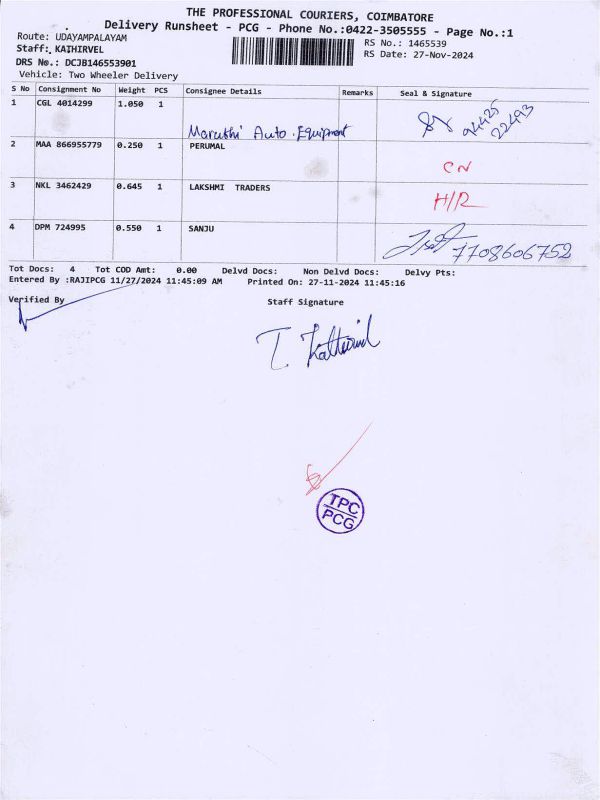 THE PROFESSIONAL COURIERS, COIMBATORE
Delivery Runsheet - PCG - Phone No.:0422-3505555 - Page No.:1
Route: UDAYAMPALAYAM
RS No.: 1465539
Staff: KATHIRVEL
RS Date: 27-Nov-2024
DRS No.: DCJB146553901
Vehicle: Two Wheeler Delivery
S No Consignment No Weight PCS Consignee Details Remarks Seal & Signature
1 CGL 4014299 1.050 1 94425
22493
Maruthi Auto.Equipment
2 MAA 866955779 0.250 1 PERUMAL
CN
3 NKL 3462429 0.645 1 LAKSHMI TRADERS
H/R
4 DPM 724995 0.550 1 SANJU
7708606752
Tot Docs: 4 Tot COD Amt: 0.00 Delvd Docs: Non Delvd Docs: Delvy Pts:
Entered By :RAJIPCG 11/27/2024 11:45:09 AM Printed On: 27-11-2024 11:45:16
Verified By Staff Signature
T. Kathirvel
TPC
PCG